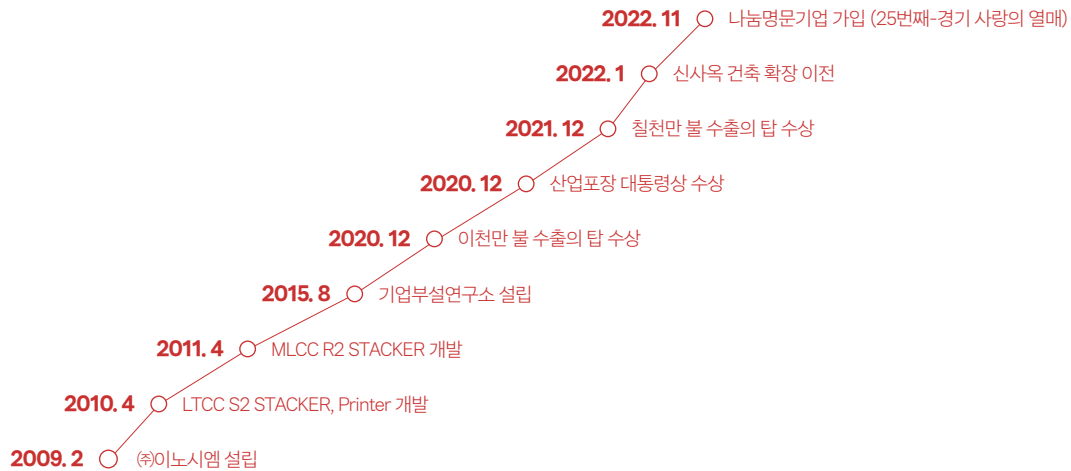 2022. 11 나눔명문기업 가입 (25번째-경기 사랑의 열매)
2022. 1 신사옥 건축 확장 이전
2021. 12 칠천만 불 수출의 탑 수상
2020. 12 산업포장 대통령상 수상
2020. 12 이천만 불 수출의 탑 수상
2015. 8 기업부설연구소 설립
2011. 4 MLCC R2 STACKER 개발
2010. 4 LTCC S2 STACKER, Printer 개발
2009. 2 ㈜이노시엠 설립